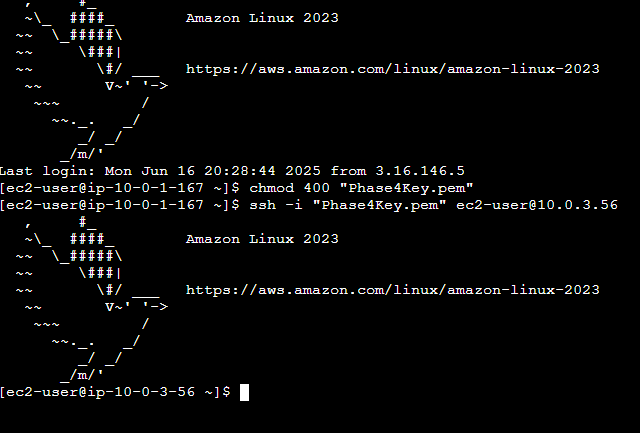 ,     #_
   ~\_  ####_        Amazon Linux 2023
  ~~  \_#####\
  ~~     \###|
  ~~       \#/ ___   https://aws.amazon.com/linux/amazon-linux-2023
   ~~       V~' '->
    ~~~         /
      ~~._.   _/
         _/ _/
       _/m/'
Last login: Mon Jun 16 20:28:44 2025 from 3.16.146.5
[ec2-user@ip-10-0-1-167 ~]$ chmod 400 "Phase4Key.pem"
[ec2-user@ip-10-0-1-167 ~]$ ssh -i "Phase4Key.pem" ec2-user@10.0.3.56
   ,     #_
   ~\_  ####_        Amazon Linux 2023
  ~~  \_#####\
  ~~     \###|
  ~~       \#/ ___   https://aws.amazon.com/linux/amazon-linux-2023
   ~~       V~' '->
    ~~~         /
      ~~._.   _/
         _/ _/
       _/m/'
[ec2-user@ip-10-0-3-56 ~]$